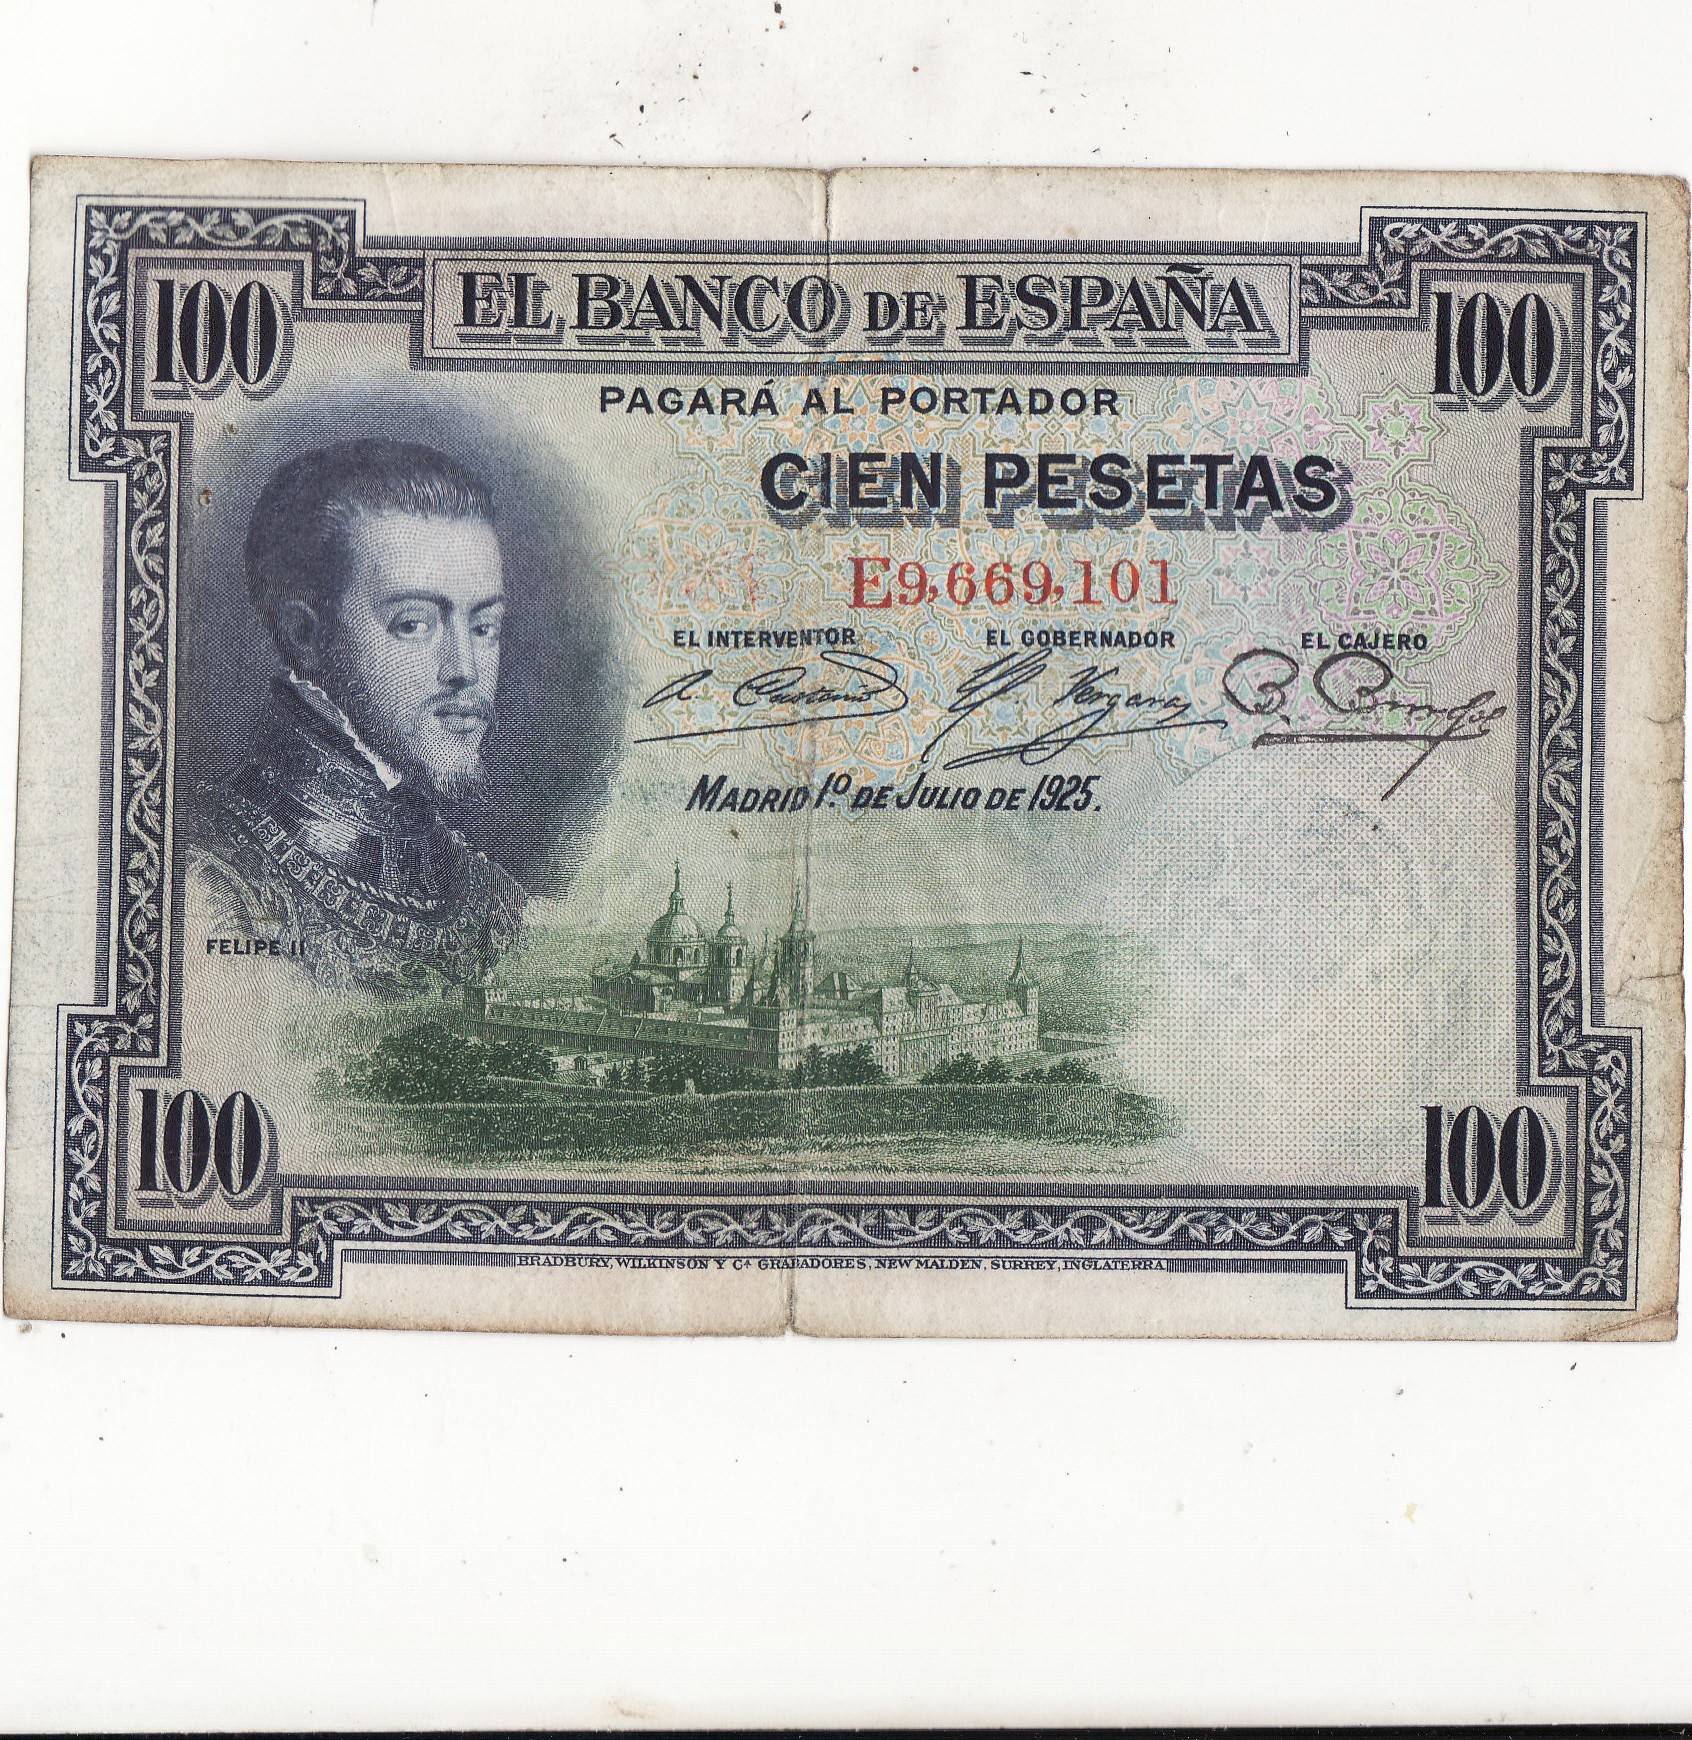 100
EL BANCO DE ESPAÑA
100
PAGARÁ AL PORTADOR
CIEN PESETAS
E9,669,101
EL INTERVENTOR EL GOBERNADOR EL CAJERO
MADRID 1º DE JULIO DE 1925.
FELIPE II
100
100
BRADBURY, WILKINSON Y Cª GRABADORES, NEW MALDEN, SURREY, INGLATERRA